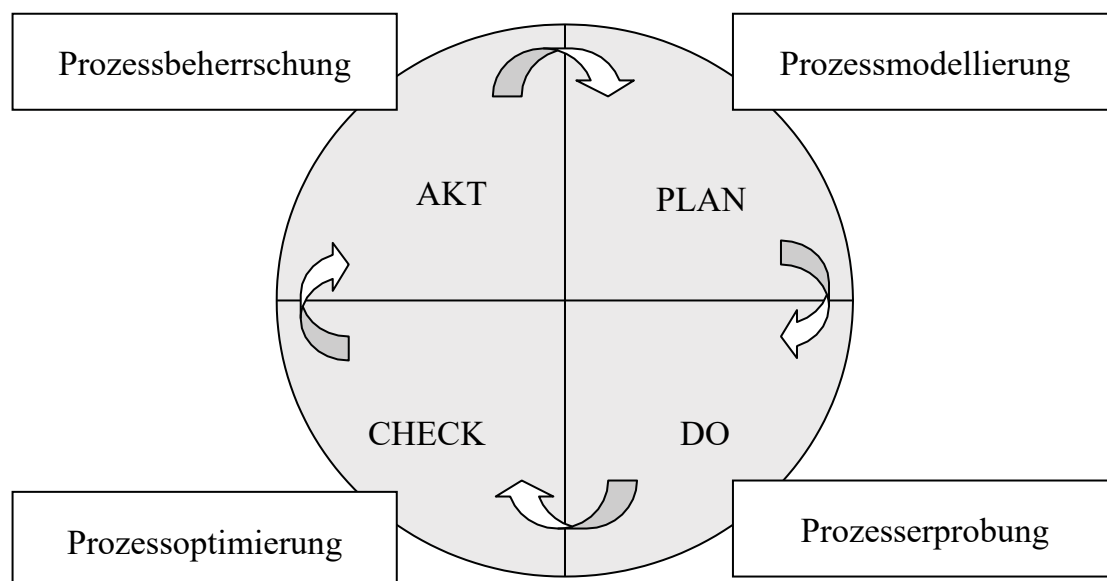 Prozessbeherrschung
Prozessmodellierung
AKT
PLAN
CHECK
DO
Prozessoptimierung
Prozesserprobung